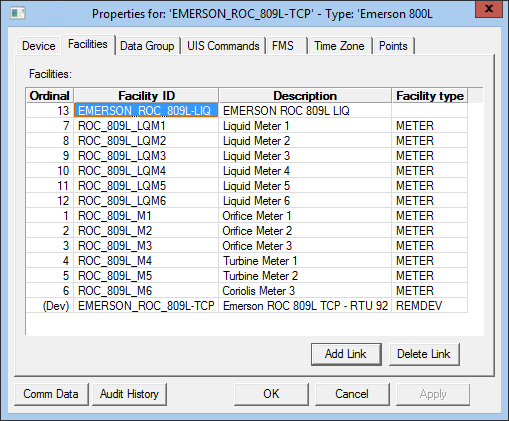 Properties for: 'EMERSON_ROC_809L-TCP' - Type: 'Emerson 800L
Device Facilities Data Group UIS Commands FMS Time Zone Points
Facilities:
Ordinal Facility ID Description Facility type
13 EMERSON_ROC_809L-LIQ EMERSON ROC 809L LIQ
7 ROC_809L_LQM1 Liquid Meter 1 METER
8 ROC_809L_LQM2 Liquid Meter 2 METER
9 ROC_809L_LQM3 Liquid Meter 3 METER
10 ROC_809L_LQM4 Liquid Meter 4 METER
11 ROC_809L_LQM5 Liquid Meter 5 METER
12 ROC_809L_LQM6 Liquid Meter 6 METER
1 ROC_809L_M1 Orifice Meter 1 METER
2 ROC_809L_M2 Orifice Meter 2 METER
3 ROC_809L_M3 Orifice Meter 3 METER
4 ROC_809L_M4 Turbine Meter 1 METER
5 ROC_809L_M5 Turbine Meter 2 METER
6 ROC_809L_M6 Coriolis Meter 3 METER
(Dev) EMERSON_ROC_809L-TCP Emerson ROC 809L TCP - RTU 92 REMDEV
Add Link Delete Link
Comm Data Audit History OK Cancel Apply